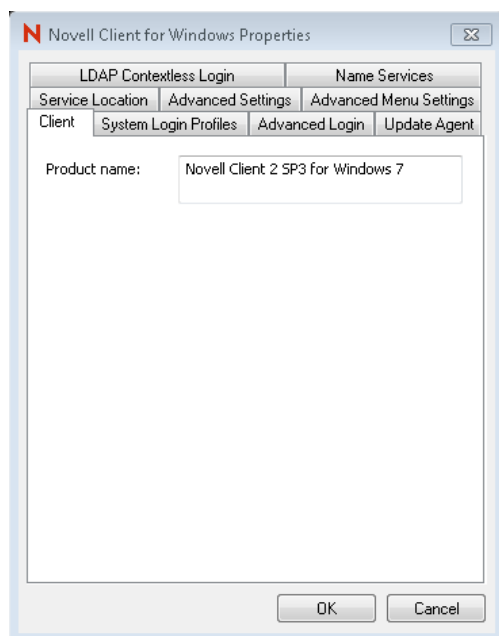 Novell Client for Windows Properties
LDAP Contextless Login Name Services
Service Location Advanced Settings Advanced Menu Settings
Client System Login Profiles Advanced Login Update Agent
Product name: Novell Client 2 SP3 for Windows 7
OK Cancel